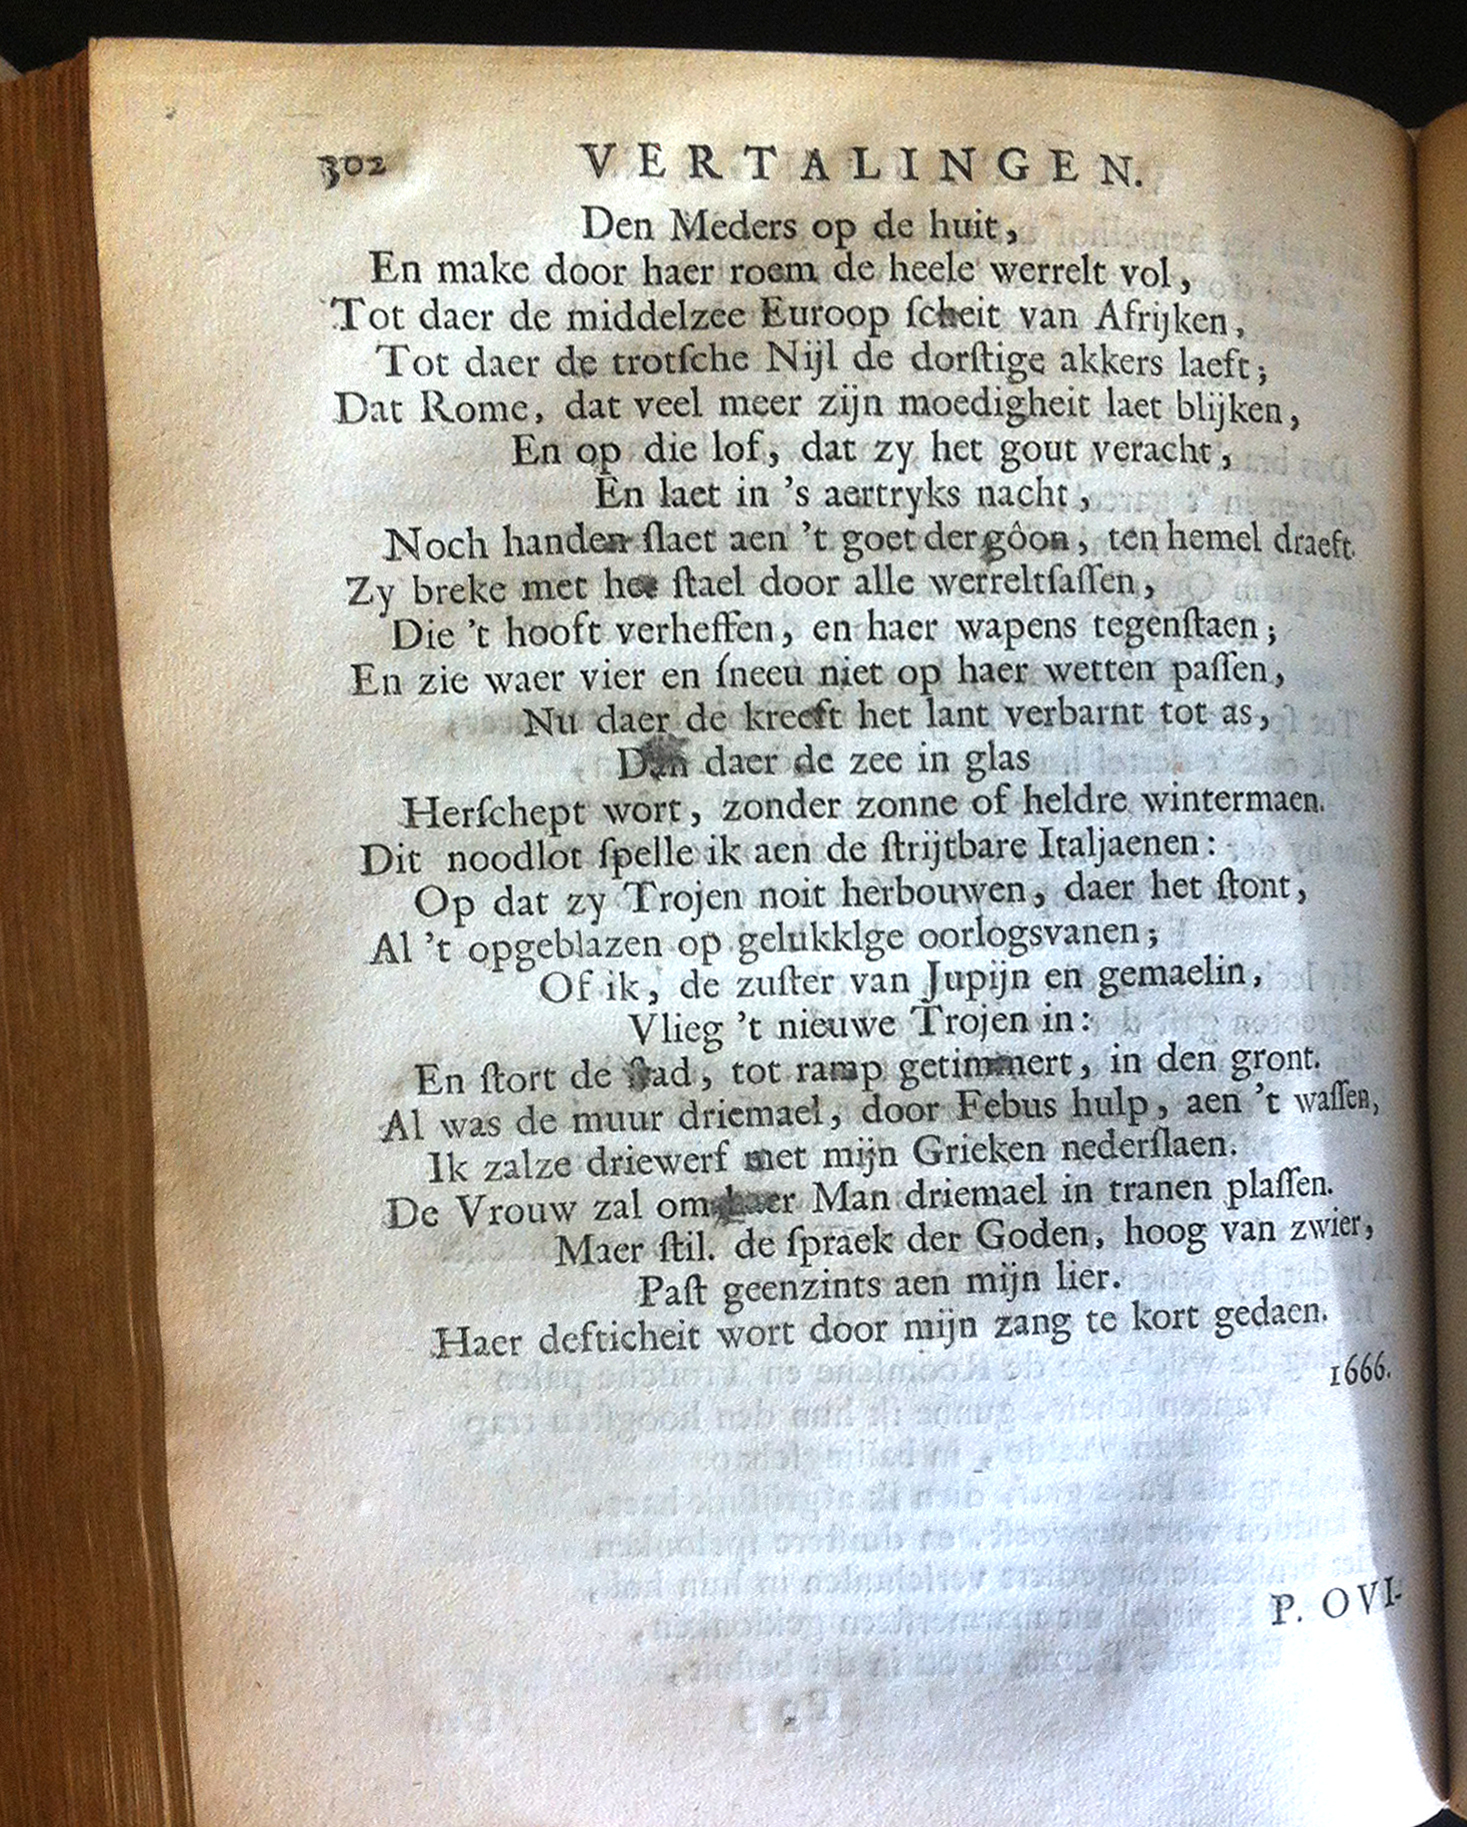 302 VERTALINGEN.
Den Meders op de huit,
En make door haer roem de heele werrelt vol,
Tot daer de middelzee Euroop ſcheit van Afrijken,
Tot daer de trotſche Nijl de dorſtige akkers laeft;
Dat Rome, dat veel meer zijn moedigheit laet blijken,
En op die lof, dat zy het gout veracht,
En laet in 's aertryks nacht,
Noch handen ſlaet aen 't goet der gôon, ten hemel draeft.
Zy breke met het ſtael door alle werreltſaſſen,
Die 't hooft verheffen, en haer wapens tegenſtaen;
En zie waer vier en ſneeu niet op haer wetten paſſen,
Nu daer de kreeft het lant verbarnt tot as,
Dan daer de zee in glas
Herſchept wort, zonder zonne of heldre wintermaen.
Dit noodlot ſpelle ik aen de ſtrijtbare Italjaenen:
Op dat zy Trojen noit herbouwen, daer het ſtont,
Al 't opgeblazen op gelukklge oorlogsvanen;
Of ik, de zuſter van Jupijn en gemaelin,
Vlieg 't nieuwe Trojen in:
En ſtort de ſtad, tot ramp getimmert, in den gront.
Al was de muur driemael, door Febus hulp, aen 't waſſen,
Ik zalze driewerf met mijn Grieken nederſlaen.
De Vrouw zal om haer Man driemael in tranen plaſſen.
Maer ſtil. de ſpraek der Goden, hoog van zwier,
Paſt geenzints aen mijn lier.
Haer defticheit wort door mijn zang te kort gedaen.
1666.
P. OVI-